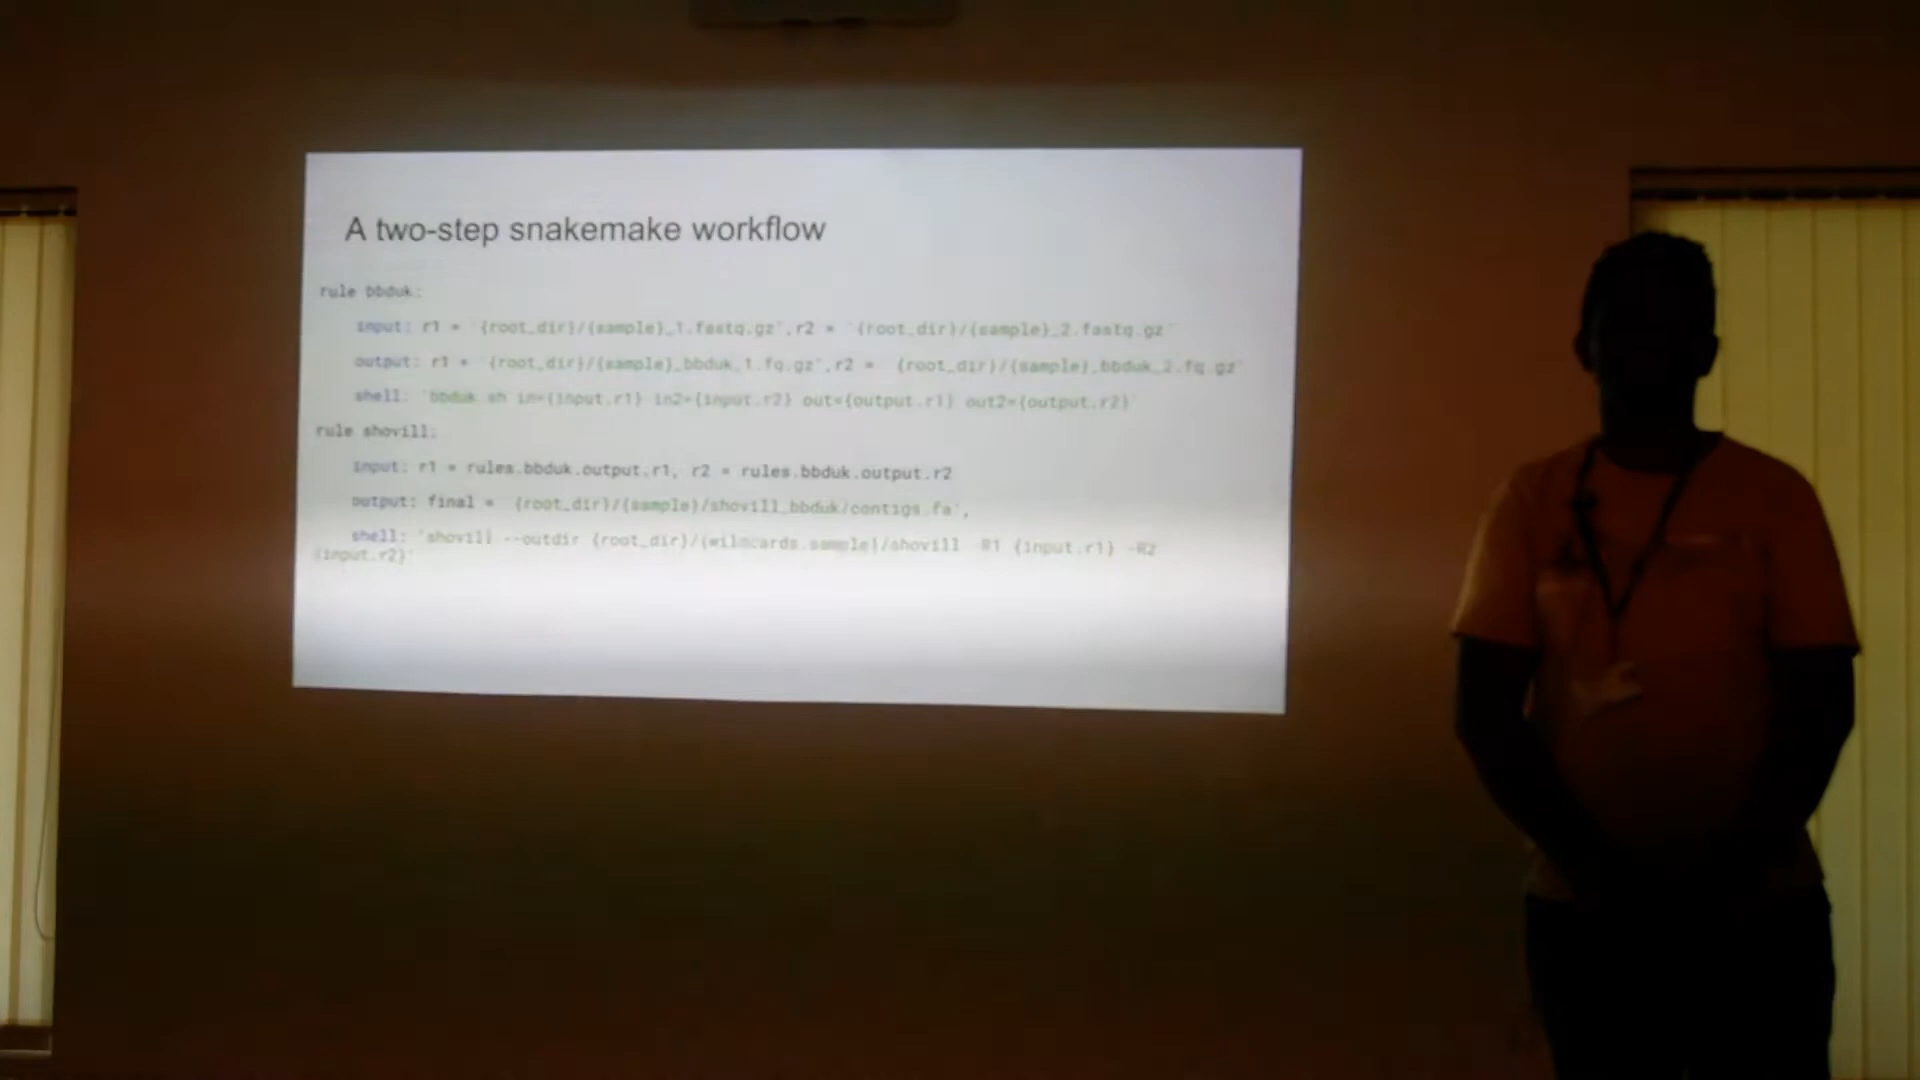 A two-step snakemake workflow
rule bbduk:
input: r1 = '{root_dir}/{sample}_1.fastq.gz',r2 = '{root_dir}/{sample}_2.fastq.gz'
output: r1 = '{root_dir}/{sample}_bbduk_1.fq.gz',r2 = '{root_dir}/{sample}_bbduk_2.fq.gz'
shell: 'bbduk.sh in={input.r1} in2={input.r2} out={output.r1} out2={output.r2}'
rule shovill:
input: r1 = rules.bbduk.output.r1, r2 = rules.bbduk.output.r2
output: final = '{root_dir}/{sample}/shovill_bbduk/contigs.fa',
shell: 'shovill --outdir {root_dir}/{wildcards.sample}/shovill -R1 {input.r1} -R2
{input.r2}'